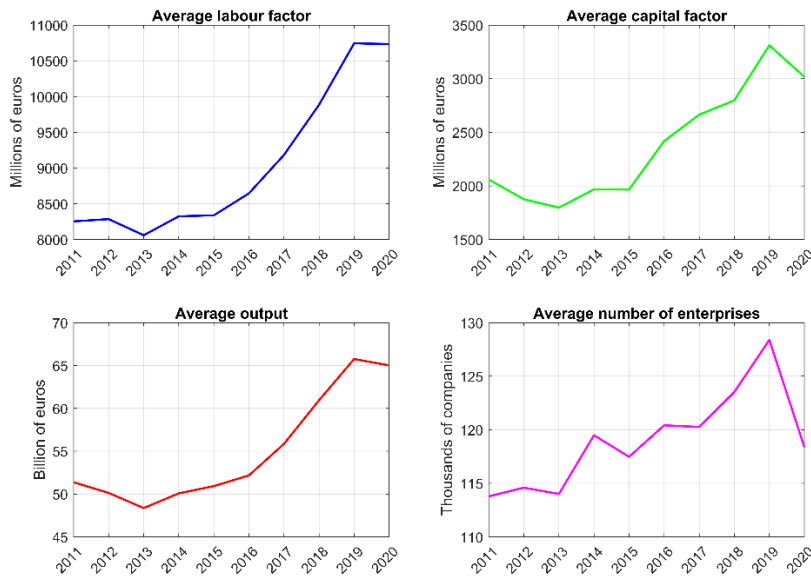 Average labour factor
Millions of euros
11000
10500
10000
9500
9000
8500
8000
2011 2012 2013 2014 2015 2016 2017 2018 2019 2020
Average capital factor
Millions of euros
3500
3000
2500
2000
1500
2011 2012 2013 2014 2015 2016 2017 2018 2019 2020
Average output
Billion of euros
70
65
60
55
50
45
2011 2012 2013 2014 2015 2016 2017 2018 2019 2020
Average number of enterprises
Thousands of companies
130
125
120
115
110
2011 2012 2013 2014 2015 2016 2017 2018 2019 2020